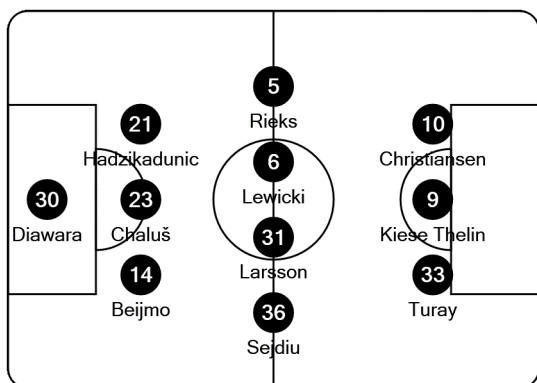 5
Rieks
21
Hadzikadunic
10
Christiansen
6
Lewicki
30
Diawara
23
Chaluš
9
Kiese Thelin
31
Larsson
14
Beijmo
33
Turay
36
Sejdiu